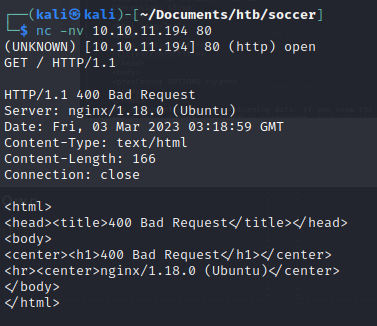 ┌──(kali㉿kali)-[~/Documents/htb/soccer]
└─$ nc -nv 10.10.11.194 80
(UNKNOWN) [10.10.11.194] 80 (http) open
GET / HTTP/1.1

HTTP/1.1 400 Bad Request
Server: nginx/1.18.0 (Ubuntu)
Date: Fri, 03 Mar 2023 03:18:59 GMT
Content-Type: text/html
Content-Length: 166
Connection: close

<html>
<head><title>400 Bad Request</title></head>
<body>
<center><h1>400 Bad Request</h1></center>
<hr><center>nginx/1.18.0 (Ubuntu)</center>
</body>
</html>